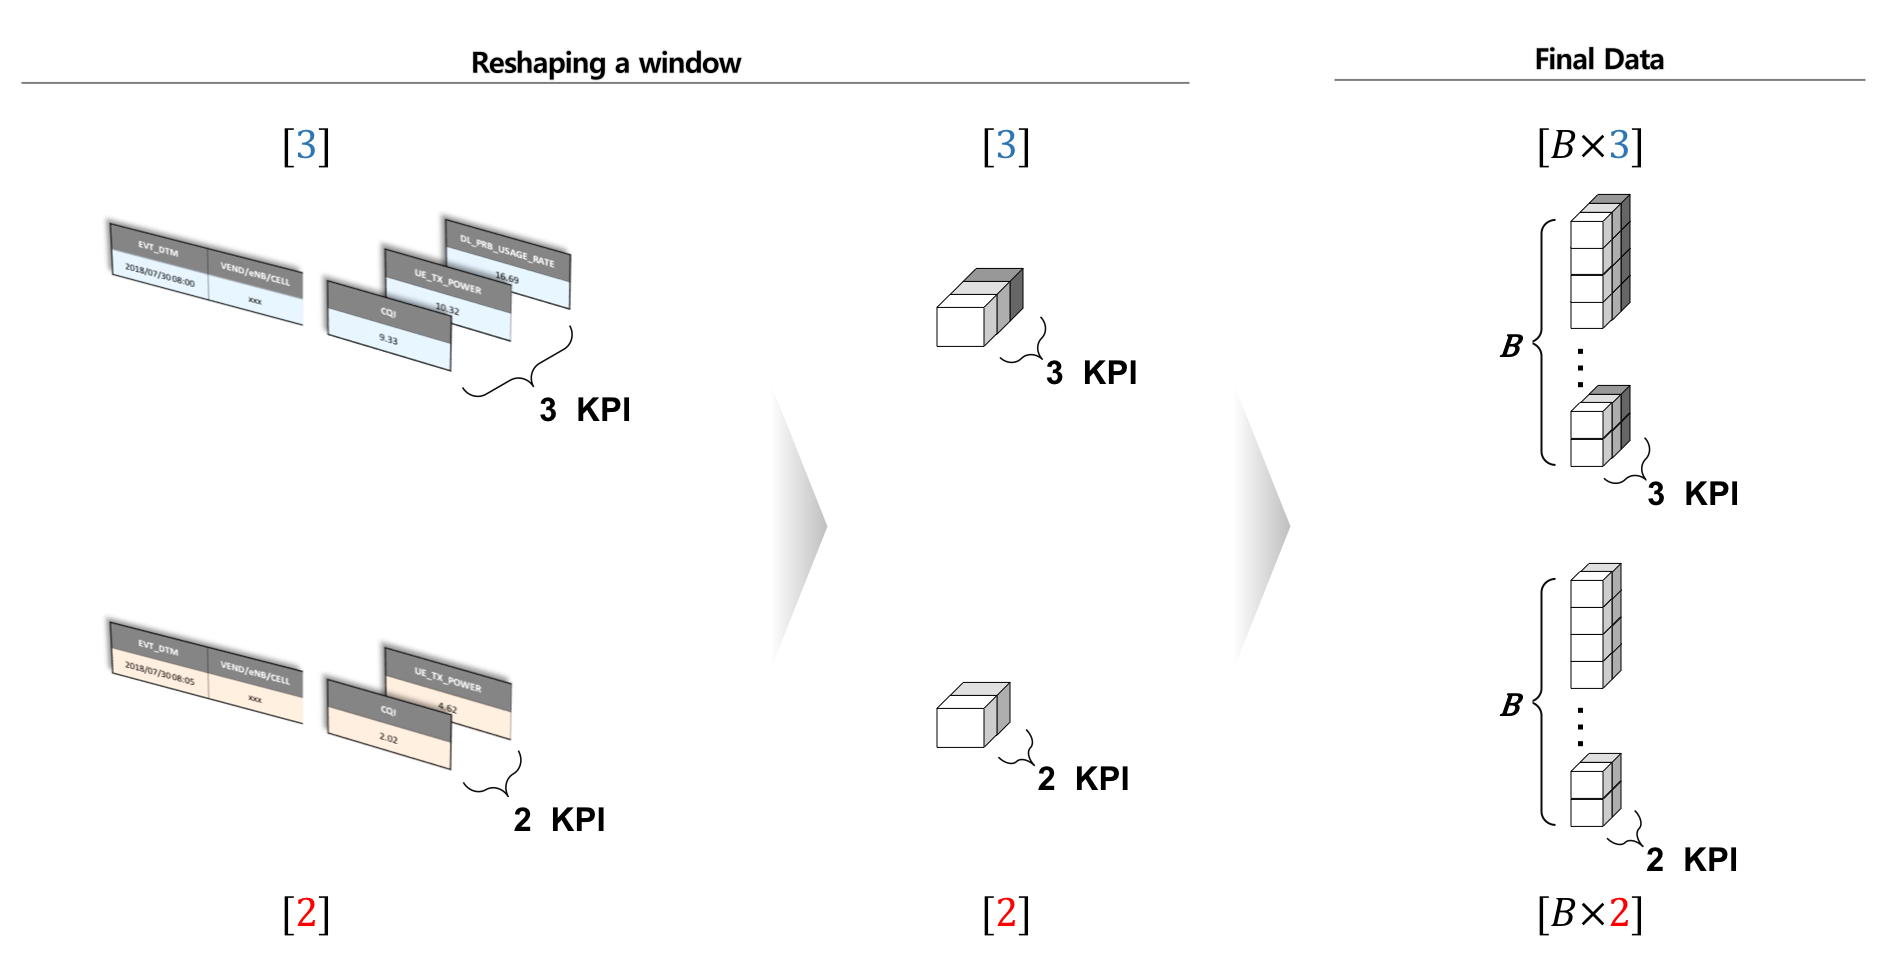 Reshaping a window
Final Data
[3]
[3]
[B×3]
EVT_DTM
VEND/eNB/CELL
2018/07/30 08:00
xxx
DL_PRB_USAGE_RATE
16.69
UE_TX_POWER
10.32
CQI
9.33
3 KPI
3 KPI
B
3 KPI
EVT_DTM
VEND/eNB/CELL
2018/07/30 08:05
xxx
UE_TX_POWER
4.62
CQI
2.02
2 KPI
2 KPI
B
2 KPI
[2]
[2]
[B×2]